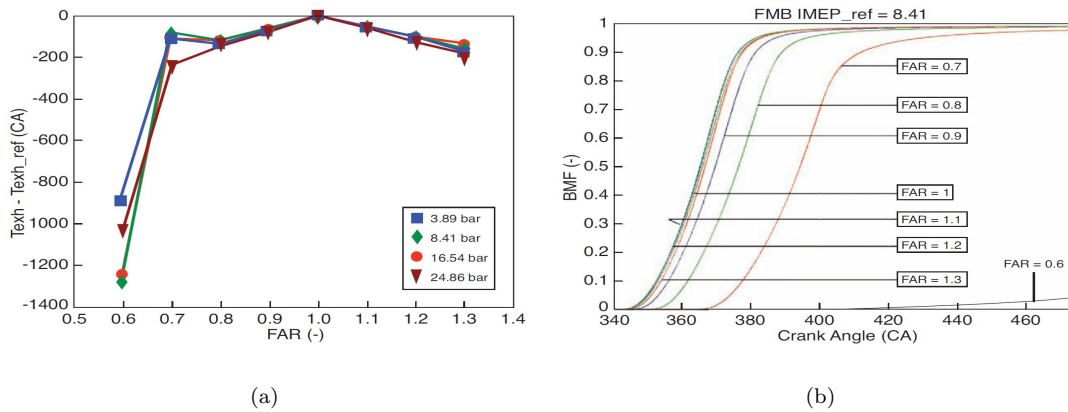 0
-200
-400
-600
-800
1000
-1200
-1400
0.5
0.6
0.7
0.8
0.9
1.0
1.1
1.2
1.3
1.4
Texh - Texh_ref (CA)
FAR (-)
3.89 bar
8.41 bar
16.54 bar
24.86 bar
(a)
FMB IMEP_ref = 8.41
1
0.9
0.8
0.7
0.6
0.5
0.4
0.3
0.2
0.1
0
340
360
380
400
420
440
460
BMF (-)
Crank Angle (CA)
FAR = 0.7
FAR = 0.8
FAR = 0.9
FAR = 1
FAR = 1.1
FAR = 1.2
FAR = 1.3
FAR = 0.6
(b)